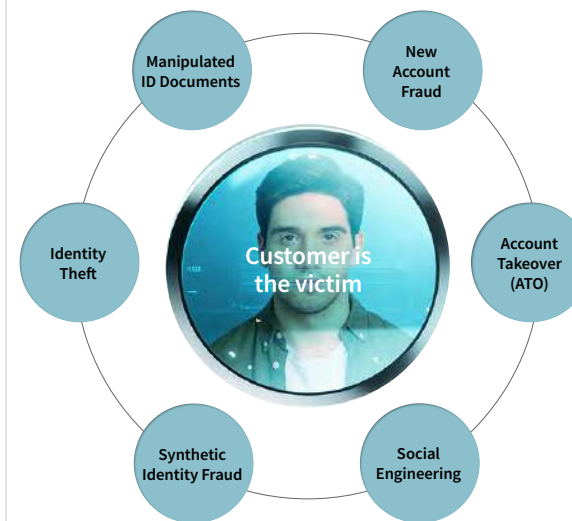 Manipulated
ID Documents
New
Account
Fraud
Identity
Theft
Customer is
the victim
Account
Takeover
(ATO)
Synthetic
Identity Fraud
Social
Engineering